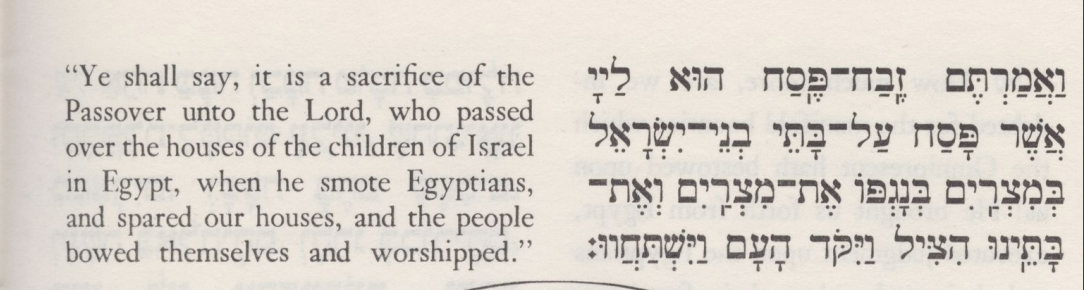 “Ye shall say, it is a sacrifice of the
Passover unto the Lord, who passed
over the houses of the children of Israel
in Egypt, when he smote Egyptians,
and spared our houses, and the people
bowed themselves and worshipped.”
וַאֲמַרְתֶּם זֶבַח־פֶּסַח הוּא לַיְיָ
אֲשֶׁר פָּסַח עַל־בָּתֵּי בְנֵי־יִשְׂרָאֵל
בְּמִצְרַיִם בְּנָגְפּוֹ אֶת־מִצְרַיִם וְאֶת־
בָּתֵּינוּ הִצִּיל וַיִּקֹּד הָעָם וַיִּשְׁתַּחֲווּ׃